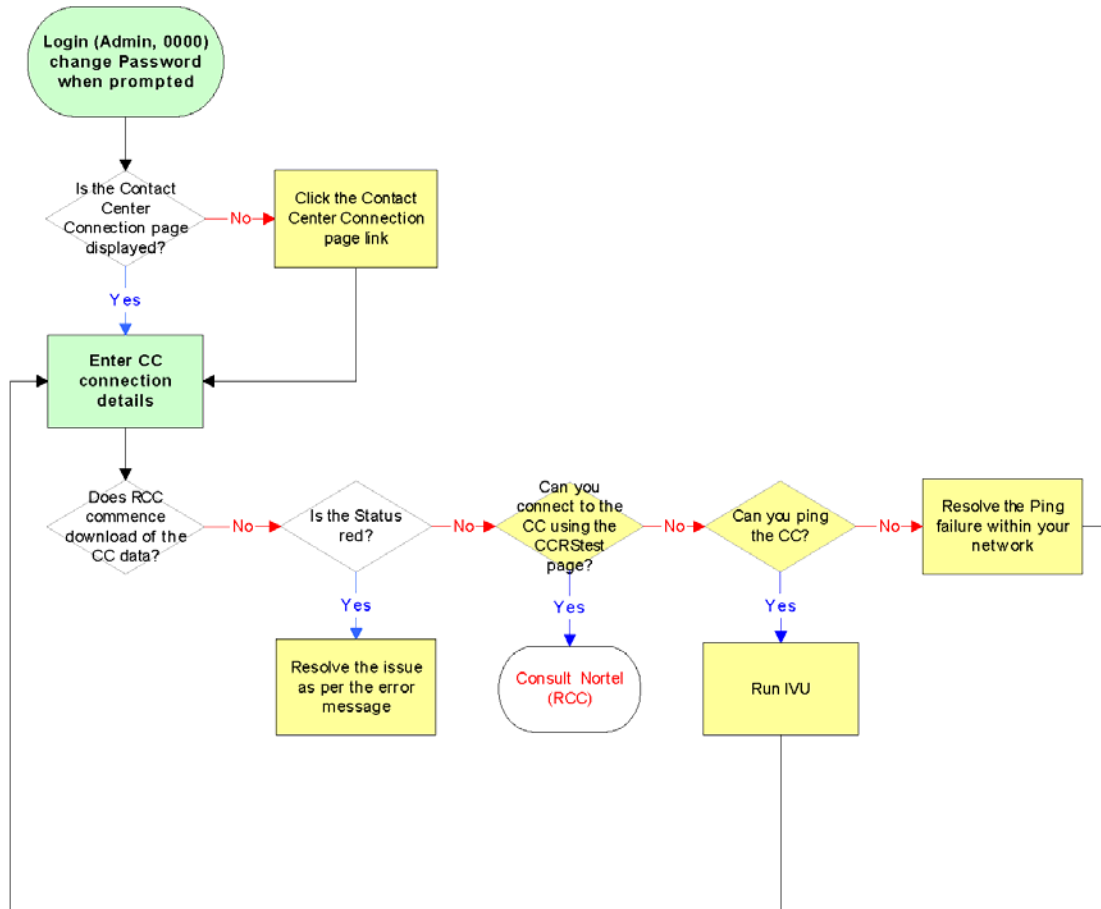 Login (Admin, 0000)
change Password
when prompted
Is the Contact
Center
Connection page
displayed?
No
Click the Contact
Center Connection
page link
Yes
Enter CC
connection
details
Does RCC
commence
download of the
CC data?
No
Is the Status
red?
No
Can you
connect to the
CC using the
CCRStest
page?
No
Can you ping
the CC?
No
Resolve the Ping
failure within your
network
Yes
Yes
Yes
Resolve the issue
as per the error
message
Consult Nortel
(RCC)
Run IVU